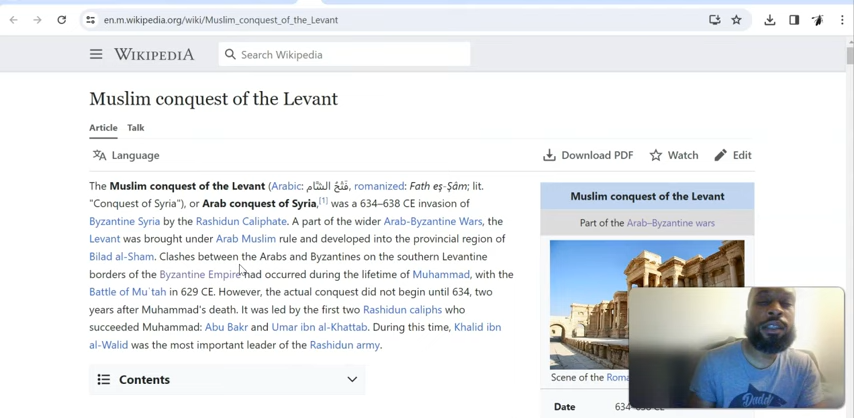 en.m.wikipedia.org/wiki/Muslim_conquest_of_the_Levant
WIKIPEDIA
Search Wikipedia
Muslim conquest of the Levant
Article Talk
Language
Download PDF
Watch
Edit
The Muslim conquest of the Levant (Arabic: فَتْحُ الشَّام, romanized: Fatḥ eş-Şâm; lit.
"Conquest of Syria"), or Arab conquest of Syria,[1] was a 634–638 CE invasion of
Byzantine Syria by the Rashidun Caliphate. A part of the wider Arab-Byzantine Wars, the
Levant was brought under Arab Muslim rule and developed into the provincial region of
Bilad al-Sham. Clashes between the Arabs and Byzantines on the southern Levantine
borders of the Byzantine Empire had occurred during the lifetime of Muhammad, with the
Battle of Muʿtah in 629 CE. However, the actual conquest did not begin until 634, two
years after Muhammad's death. It was led by the first two Rashidun caliphs who
succeeded Muhammad: Abu Bakr and Umar ibn al-Khattab. During this time, Khalid ibn
al-Walid was the most important leader of the Rashidun army.
Contents
Muslim conquest of the Levant
Part of the Arab–Byzantine wars
Scene of the
Date 634–638 CE